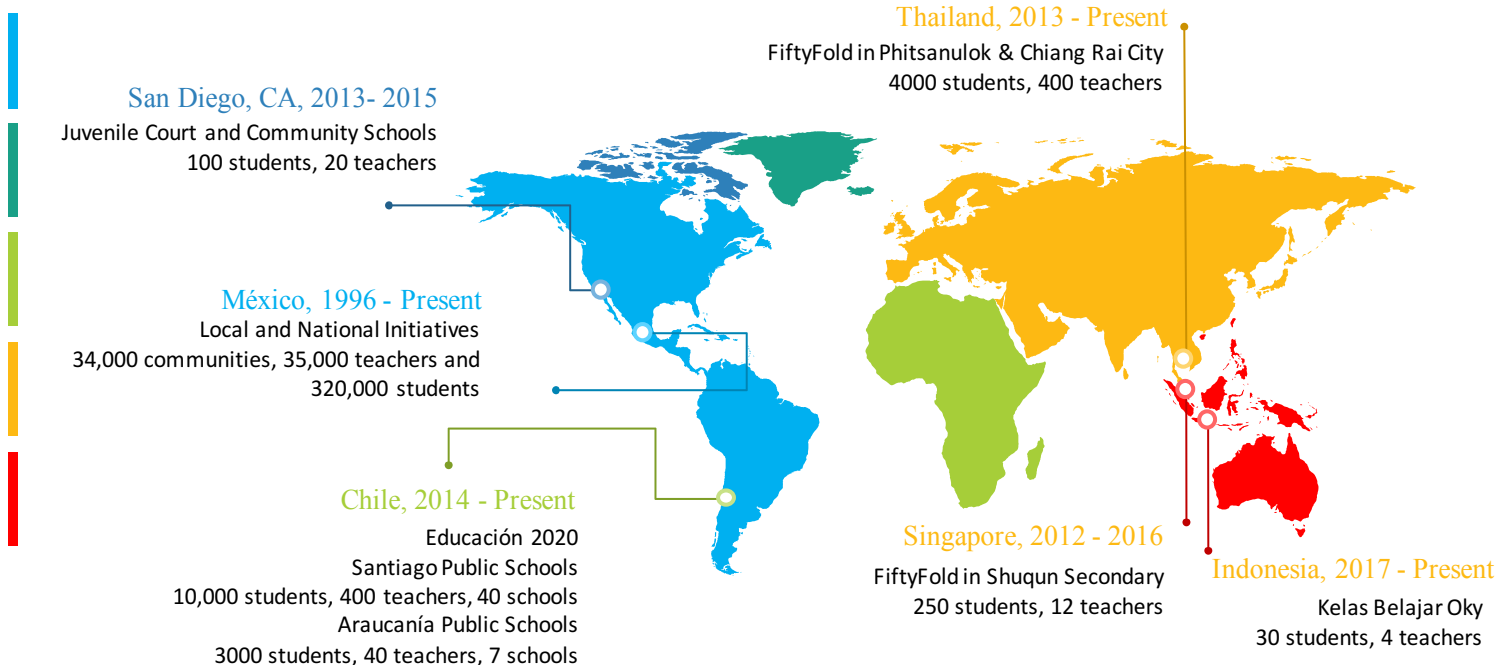 Thailand, 2013 - Present
FiftyFold in Phitsanulok & Chiang Rai City
4000 students, 400 teachers
San Diego, CA, 2013- 2015
Juvenile Court and Community Schools
100 students, 20 teachers
México, 1996 - Present
Local and National Initiatives
34,000 communities, 35,000 teachers and
320,000 students
Chile, 2014 - Present
Educación 2020
Santiago Public Schools
10,000 students, 400 teachers, 40 schools
Araucanía Public Schools
3000 students, 40 teachers, 7 schools
Singapore, 2012 - 2016
FiftyFold in Shuqun Secondary
250 students, 12 teachers
Indonesia, 2017 - Present
Kelas Belajar Oky
30 students, 4 teachers